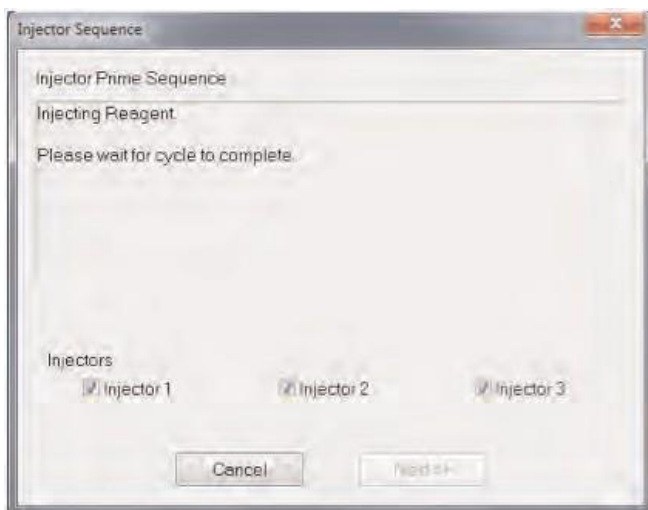 Injector Sequence
Injector Prime Sequence
Injecting Reagent.
Please wait for cycle to complete.
Injectors
Injector 1 Injector 2 Injector 3
Cancel